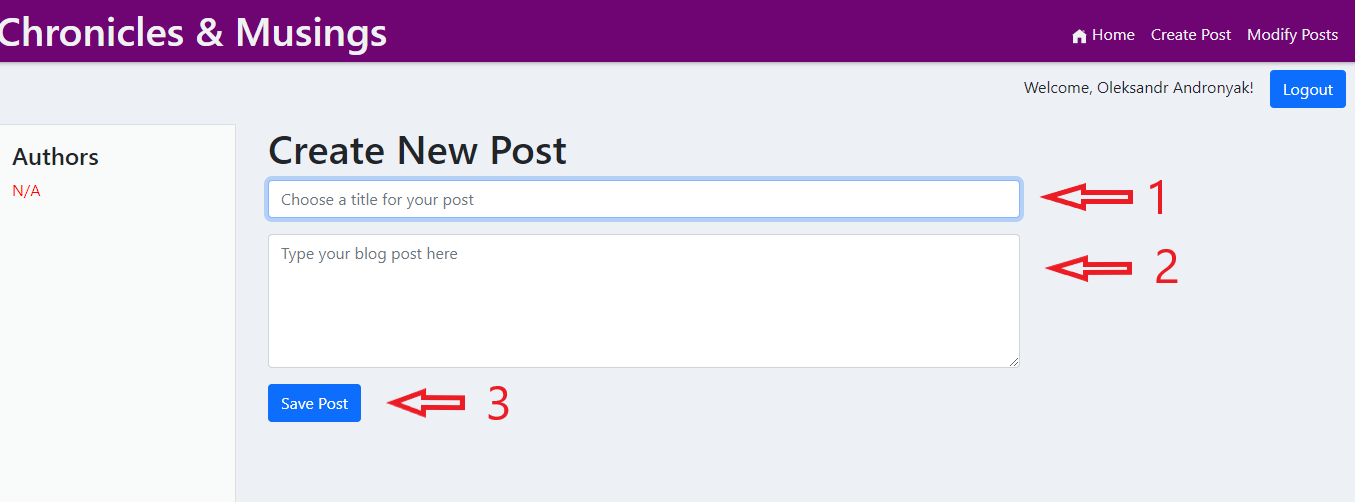 Chronicles & Musings
Home Create Post Modify Posts
Welcome, Oleksandr Andronyak! Logout
Authors
N/A
Create New Post
Choose a title for your post
1
Type your blog post here
2
Save Post
3